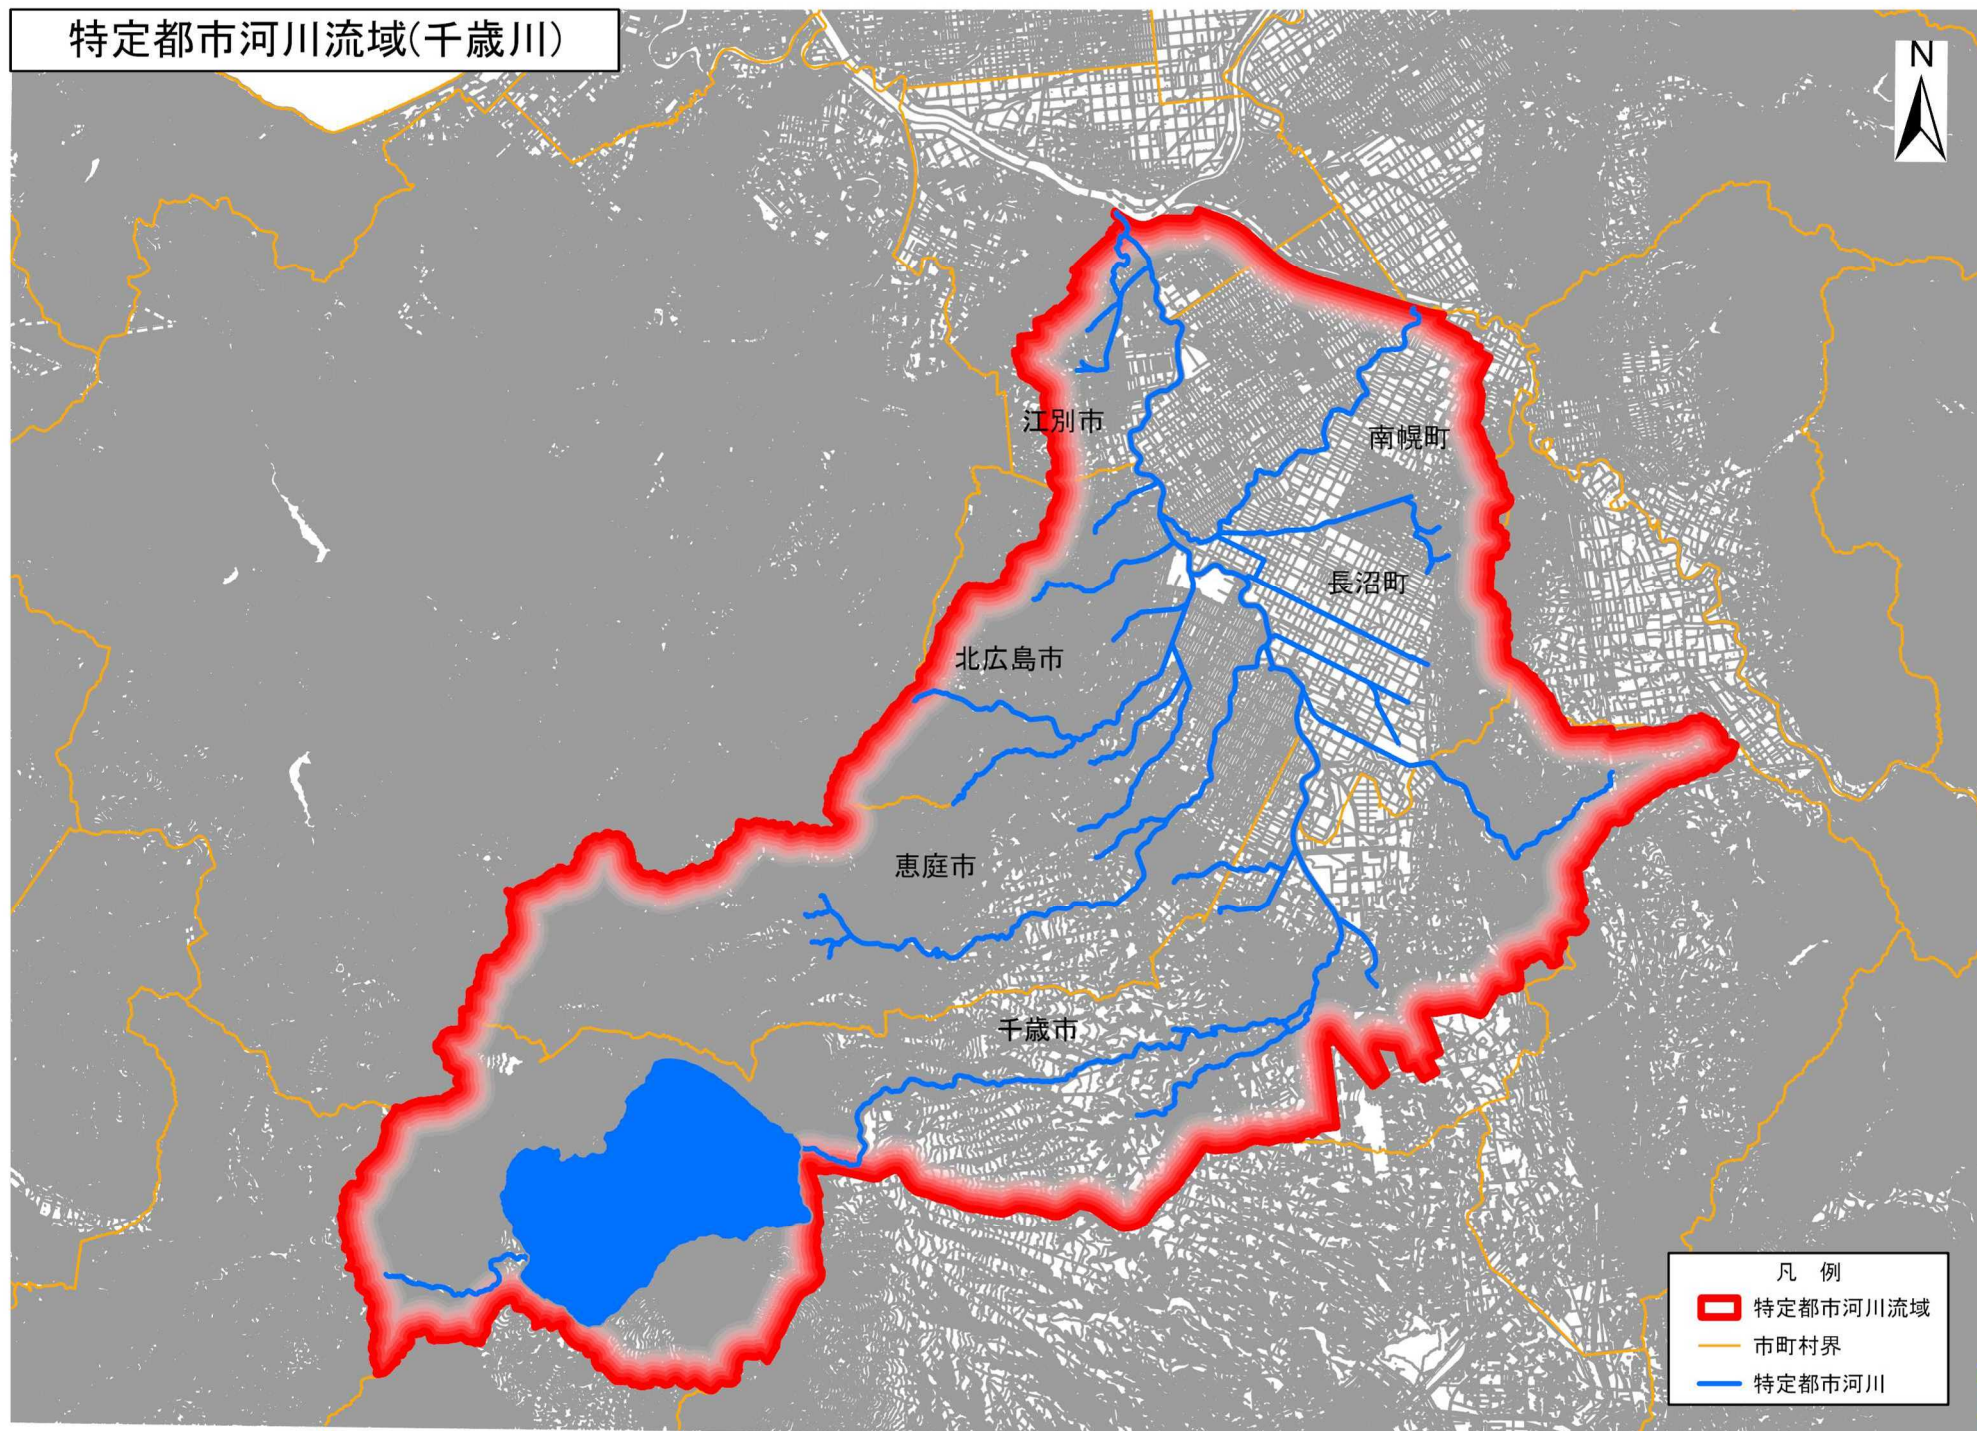 特定都市河川流域(千歳川)
N
江別市
南幌町
長沼町
北広島市
恵庭市
千歳市
凡 例
特定都市河川流域
市町村界
特定都市河川